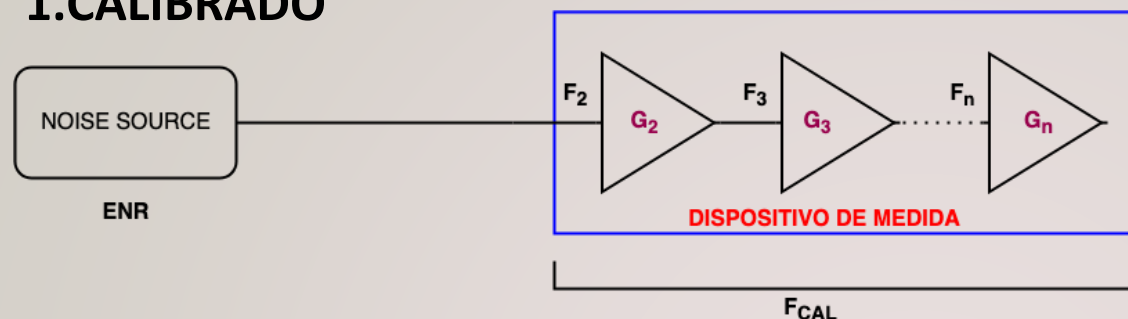 1.CALIBRADO
F2 F3 Fn
NOISE SOURCE G2 G3 Gn
ENR
DISPOSITIVO DE MEDIDA
FCAL